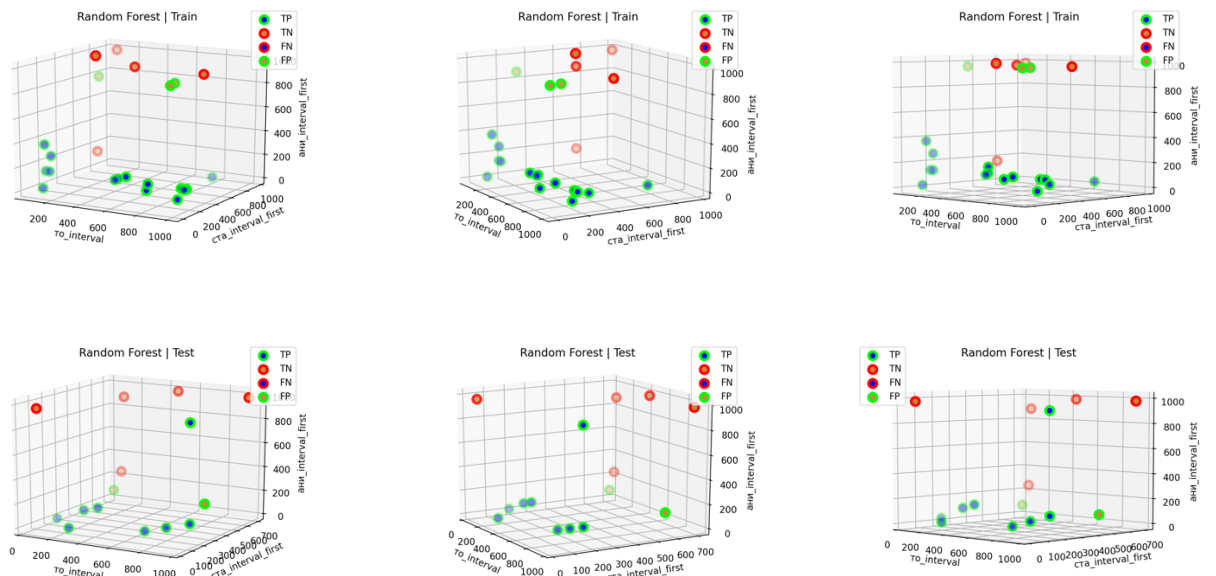 Random Forest | Train
TP
TN
FN
FP
1000
800
600
400
200
0
ани_interval_first
200
400
600
800
1000
то_interval
0
200
400
600
800
1000
ста_interval_first
Random Forest | Train
TP
TN
FN
FP
1000
800
600
400
200
0
ани_interval_first
200
400
600
800
1000
то_interval
0
200
400
600
800
1000
ста_interval_first
Random Forest | Train
TP
TN
FN
FP
1000
800
600
400
200
0
ани_interval_first
200
400
600
800
1000
то_interval
0
200
400
600
800
1000
ста_interval_first
Random Forest | Test
TP
TN
FN
FP
800
600
400
200
0
ани_interval_first
0
200
400
600
800
1000
то_interval
0
100
200
300
400
500
600
700
ста_interval_first
Random Forest | Test
TP
TN
FN
FP
1000
800
600
400
200
0
ани_interval_first
0
200
400
600
800
1000
то_interval
0
100
200
300
400
500
600
700
ста_interval_first
Random Forest | Test
TP
TN
FN
FP
1000
800
600
400
200
0
ани_interval_first
0
200
400
600
800
1000
то_interval
0
100
200
300
400
500
600
700
ста_interval_first